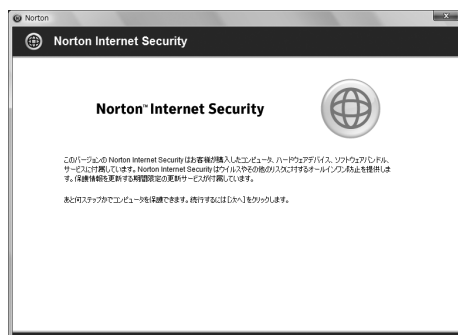 Norton
Norton Internet Security
Norton™ Internet Security
このバージョンの Norton Internet Security はお客様が購入したコンピュータ、ハードウェアデバイス、ソフトウェアバンドル、
サービスに付属しています。Norton Internet Security はウイルスやその他のリスクに対するオールインワン防止を提供しま
す。保護情報を更新する期間限定の更新サービスが付属しています。
あと何ステップかでコンピュータを保護できます。続行するには［次へ］をクリックします。